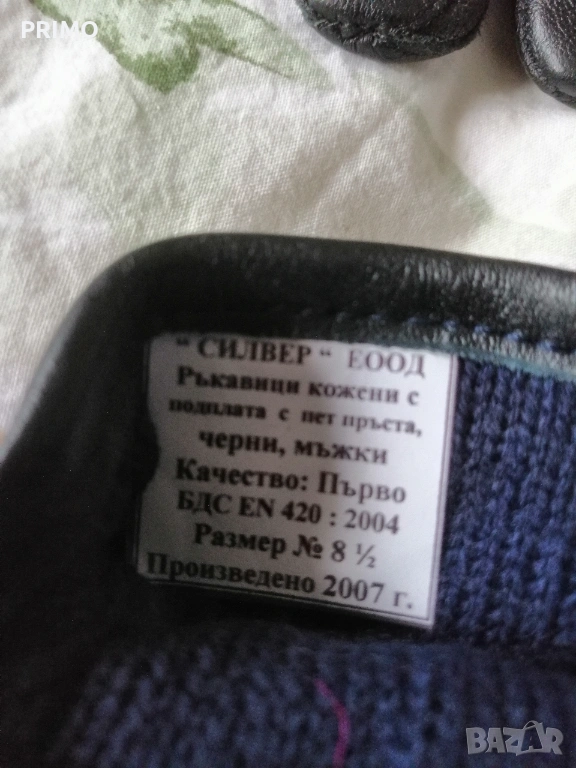 PRIMO
" СИЛВЕР " ЕООД
Ръкавици кожени с
подплата с пет пръста,
черни, мъжки
Качество: Първо
БДС EN 420 : 2004
Размер № 8 ½
Произведено 2007 г.
BAZAR